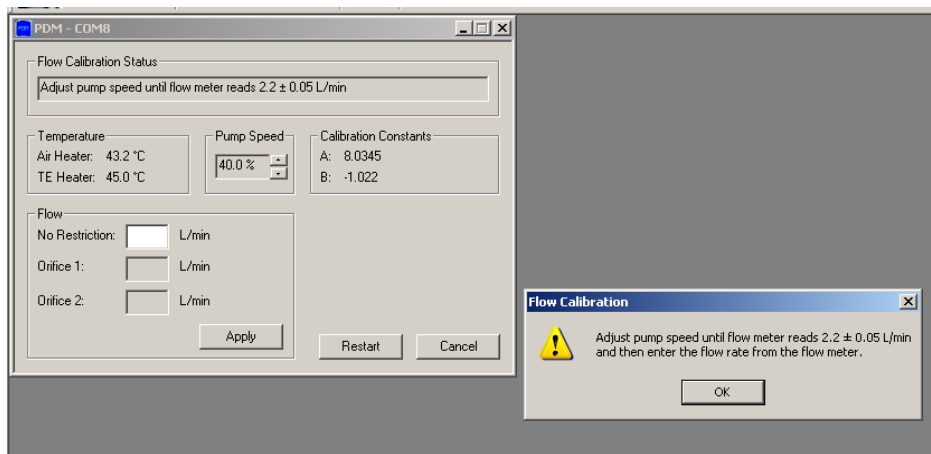 PDM - COM8
Flow Calibration Status
Adjust pump speed until flow meter reads 2.2 ± 0.05 L/min
Temperature
Air Heater: 43.2 °C
TE Heater: 45.0 °C
Pump Speed
40.0 %
Calibration Constants
A: 8.0345
B: -1.022
Flow
No Restriction: L/min
Orifice 1: L/min
Orifice 2: L/min
Apply
Restart
Cancel
Flow Calibration
Adjust pump speed until flow meter reads 2.2 ± 0.05 L/min
and then enter the flow rate from the flow meter.
OK